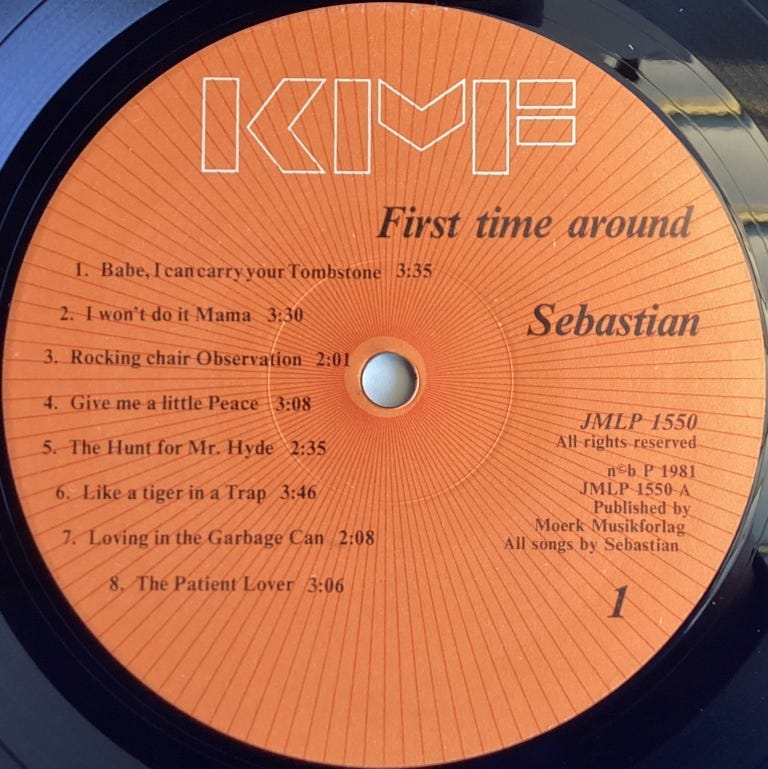 KMF
First time around
1. Babe, I can carry your Tombstone 3:35
2. I won't do it Mama 3:30
Sebastian
3. Rocking chair Observation 2:01
4. Give me a little Peace 3:08
JMLP 1550
All rights reserved
5. The Hunt for Mr. Hyde 2:35
n©b P 1981
JMLP 1550 A
6. Like a tiger in a Trap 3:46
Published by
Moerk Musikforlag
7. Loving in the Garbage Can 2:08
All songs by Sebastian
8. The Patient Lover 3:06
1